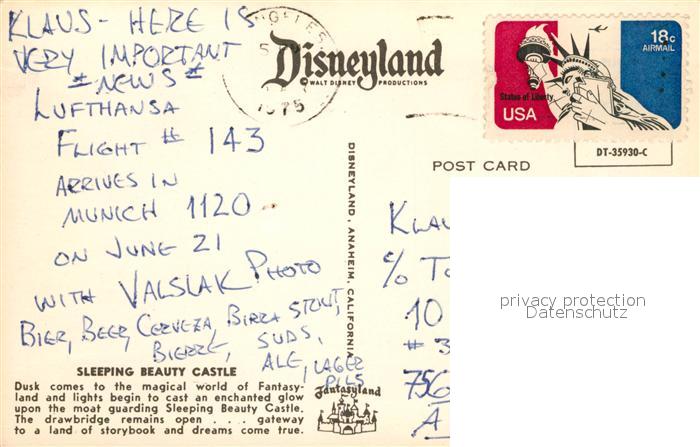 KLAUS - HERE IS
VERY IMPORTANT
* NEWS *
LUFTHANSA
FLIGHT # 143
ARRIVES IN
MUNICH 1120
ON JUNE 21
WITH VALSLAK PHOTO
BIER, BEER, CERVEZA, BIRRA STOUT,
BIERRE, SUDS,
ALE, LAGER
PILS
SLEEPING BEAUTY CASTLE
Dusk comes to the magical world of Fantasy-
land and lights begin to cast an enchanted glow
upon the moat guarding Sleeping Beauty Castle.
The drawbridge remains open . . . gateway
to a land of storybook and dreams come true.
Disneyland
© WALT DISNEY PRODUCTIONS
1975
DISNEYLAND, ANAHEIM, CALIFORNIA
Fantasyland
18c
AIRMAIL
Statue of Liberty
USA
DT-35930-C
POST CARD
KLAU
c/o TO
10
# 3
756
A
privacy protection
Datenschutz